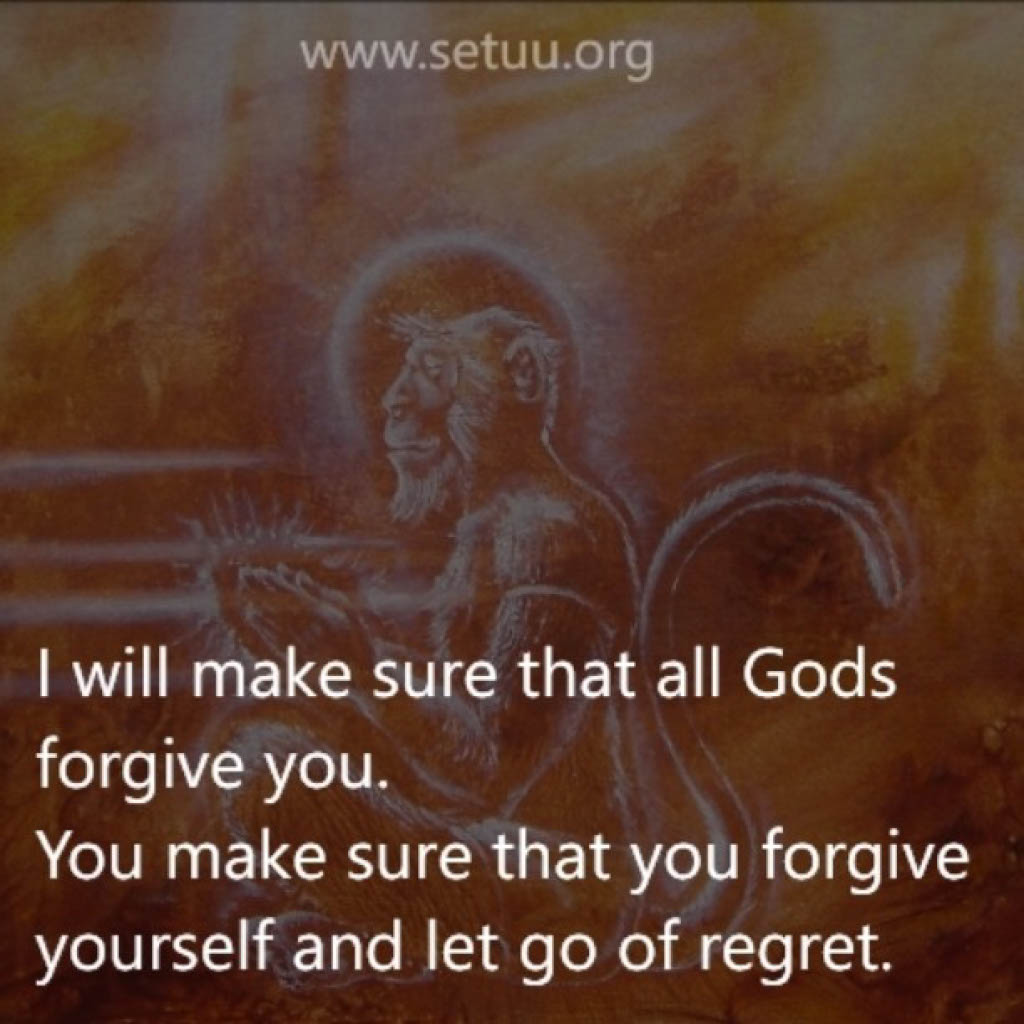 www.setuu.org
I will make sure that all Gods
forgive you.
You make sure that you forgive
yourself and let go of regret.